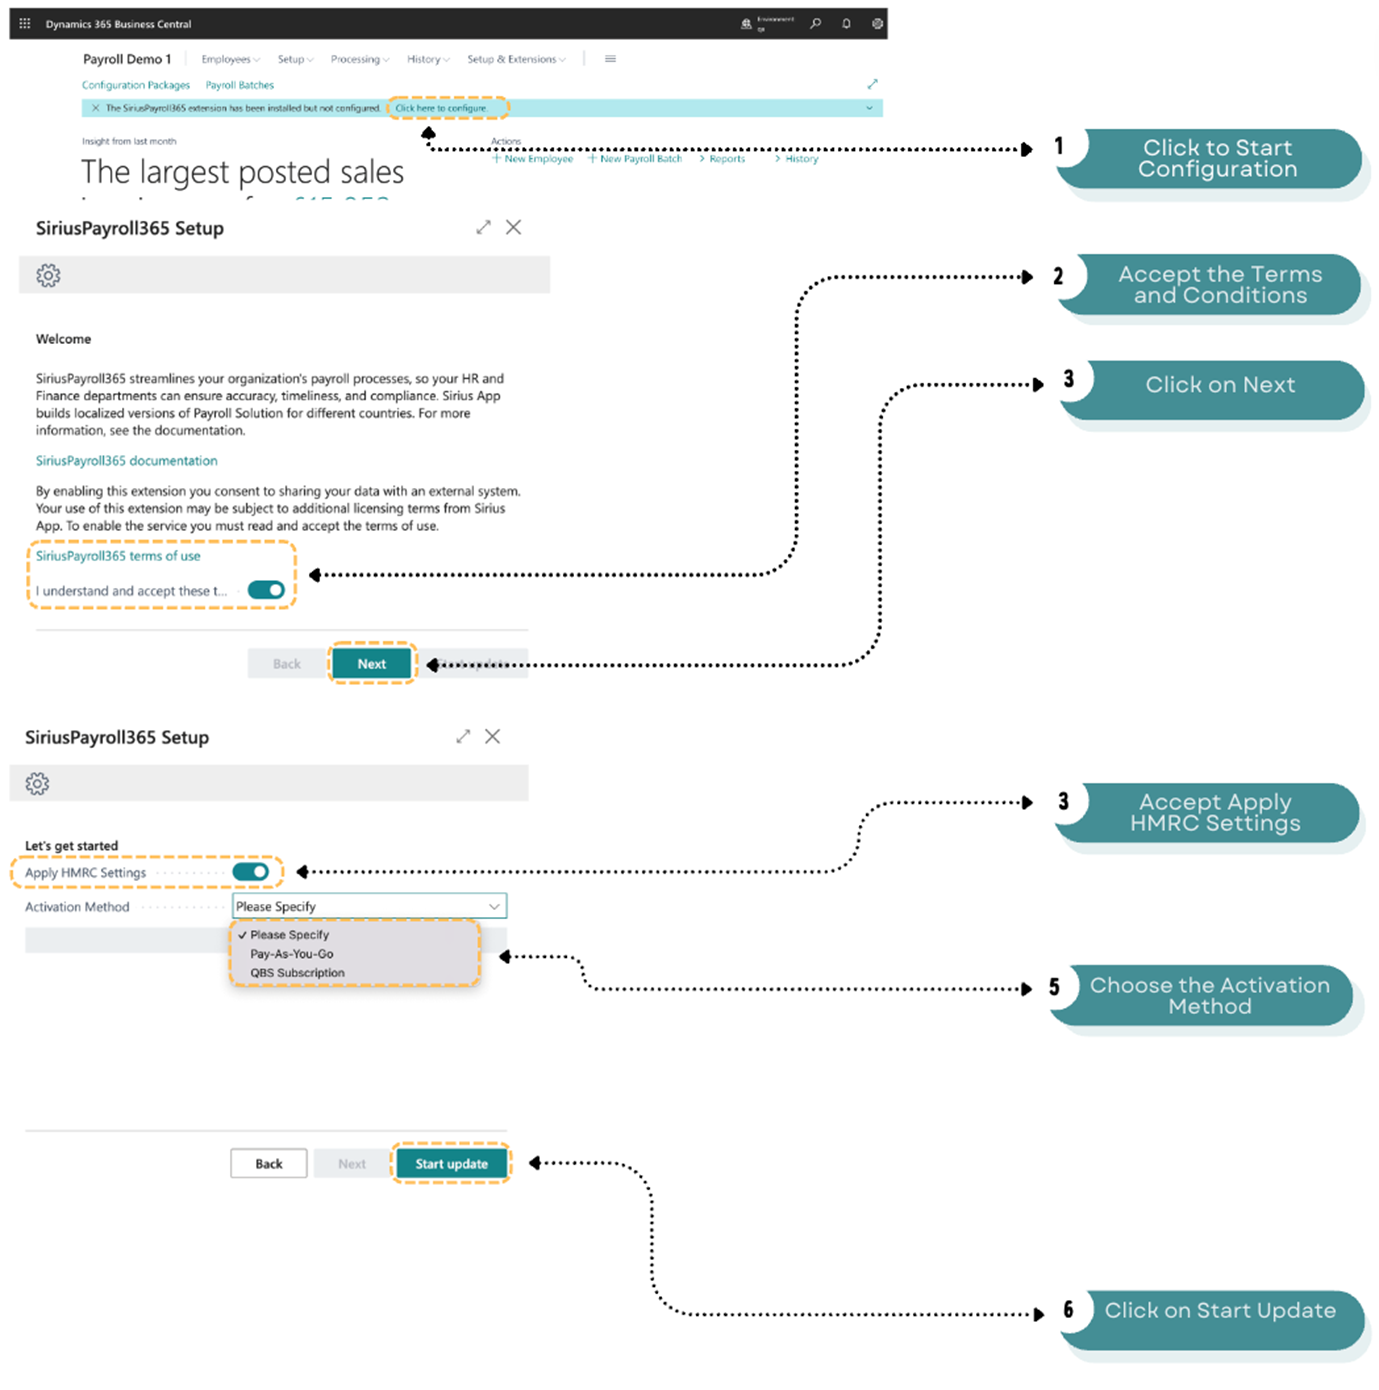 Dynamics 365 Business Central
Environment
Payroll Demo 1
Employees
Setup
Processing
History
Setup & Extensions
Configuration Packages
Payroll Batches
The SiriusPayroll365 extension has been installed but not configured.
Click here to configure.
Insight from last month
Actions
The largest posted sales
+ New Employee
+ New Payroll Batch
> Reports
> History
1
Click to Start
Configuration
SiriusPayroll365 Setup
2
Accept the Terms
and Conditions
Welcome
3
Click on Next
SiriusPayroll365 streamlines your organization's payroll processes, so your HR and
Finance departments can ensure accuracy, timeliness, and compliance. Sirius App
builds localized versions of Payroll Solution for different countries. For more
information, see the documentation.
SiriusPayroll365 documentation
By enabling this extension you consent to sharing your data with an external system.
Your use of this extension may be subject to additional licensing terms from Sirius
App. To enable the service you must read and accept the terms of use.
SiriusPayroll365 terms of use
I understand and accept these t...
Back
Next
Start update
SiriusPayroll365 Setup
3
Accept Apply
HMRC Settings
Let's get started
Apply HMRC Settings
Activation Method
Please Specify
Please Specify
Pay-As-You-Go
QBS Subscription
5
Choose the Activation
Method
Back
Next
Start update
6
Click on Start Update